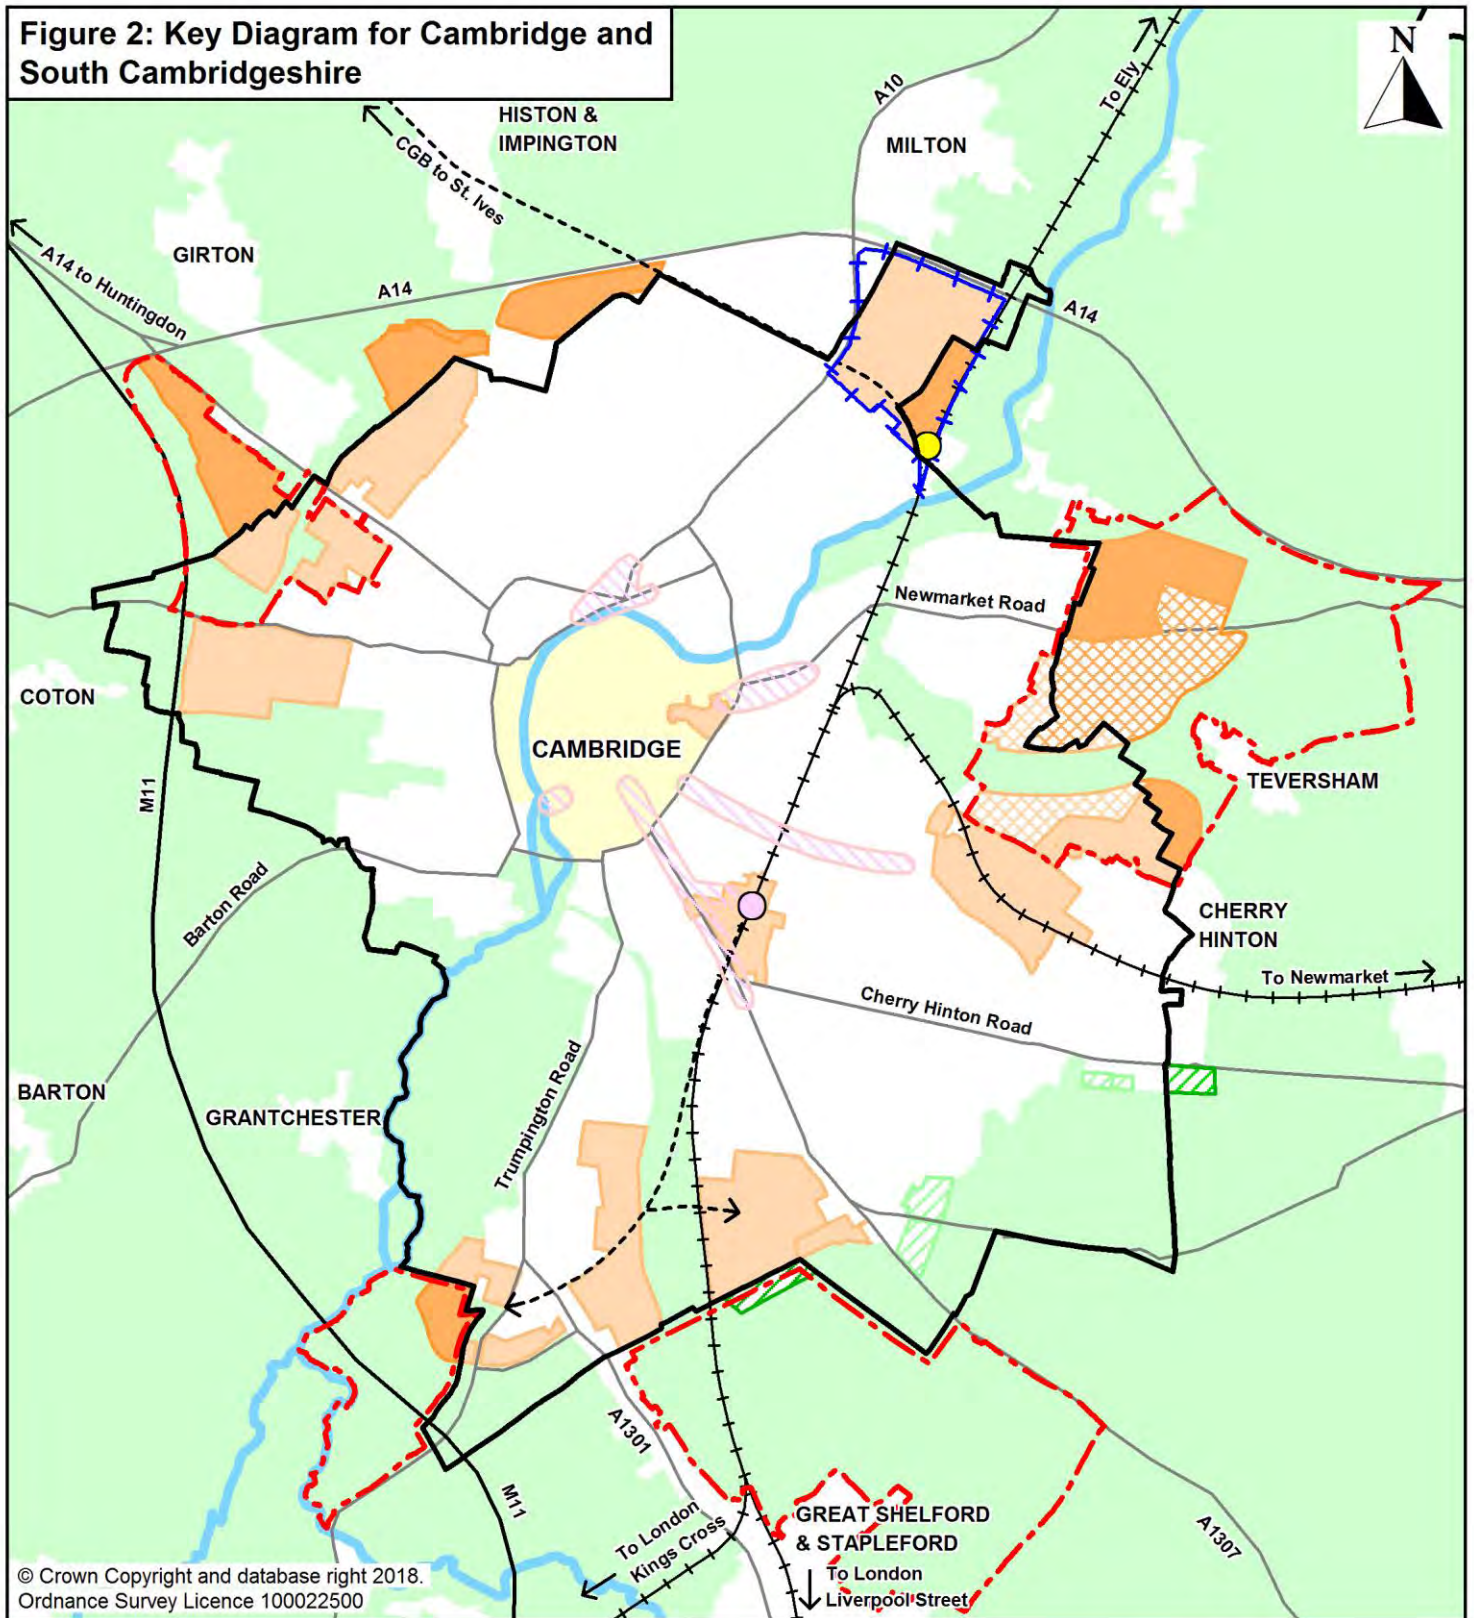 Figure 2: Key Diagram for Cambridge and
South Cambridgeshire
N
To Ely
A10
HISTON &
IMPINGTON
MILTON
CGB to St. Ives
GIRTON
A14 to Huntingdon
A14
A14
Newmarket Road
COTON
CAMBRIDGE
M11
TEVERSHAM
Barton Road
CHERRY
HINTON
To Newmarket
Cherry Hinton Road
BARTON
GRANTCHESTER
Trumpington Road
A1301
M11
GREAT SHELFORD
& STAPLEFORD
A1307
To London
Kings Cross
To London
Liverpool Street
© Crown Copyright and database right 2018.
Ordnance Survey Licence 100022500